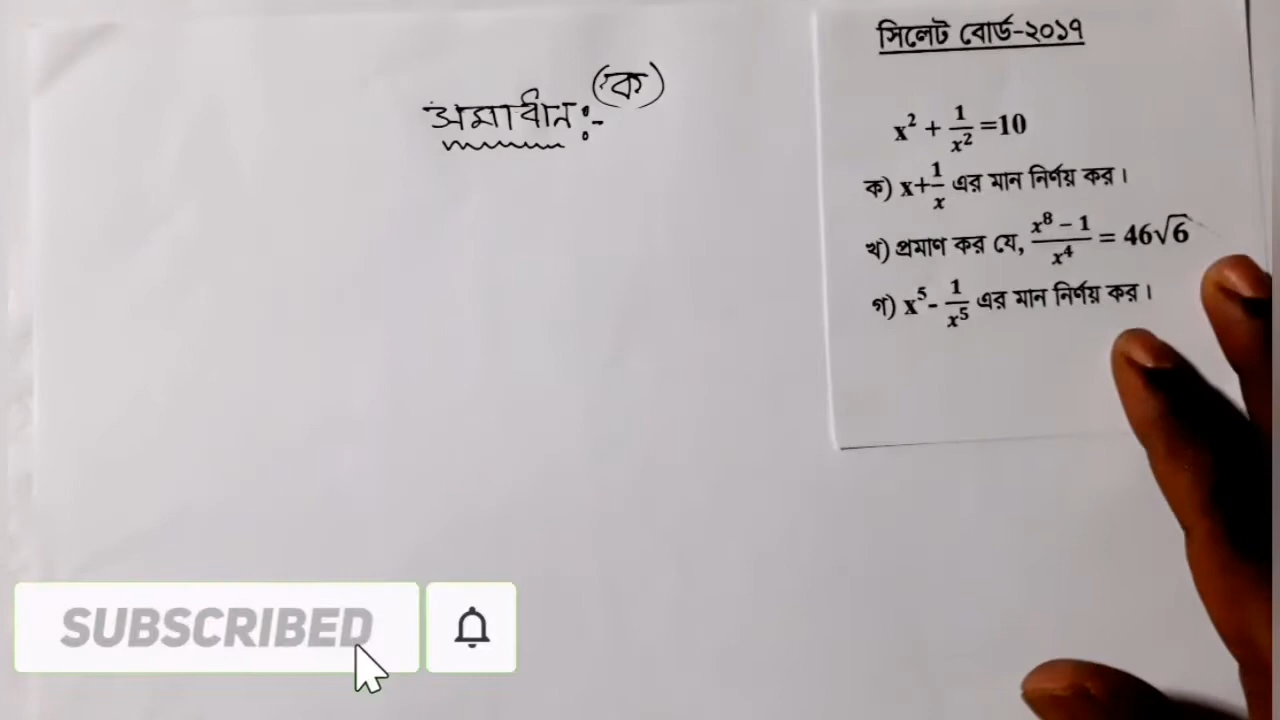 সমাধান:- (ক)
সিলেট বোর্ড-২০১৭
x² + 1/x² =10
ক) x+1/x এর মান নির্ণয় কর।
খ) প্রমাণ কর যে, (x⁸ – 1)/x⁴ = 46√6
গ) x⁵- 1/x⁵ এর মান নির্ণয় কর।
SUBSCRIBED